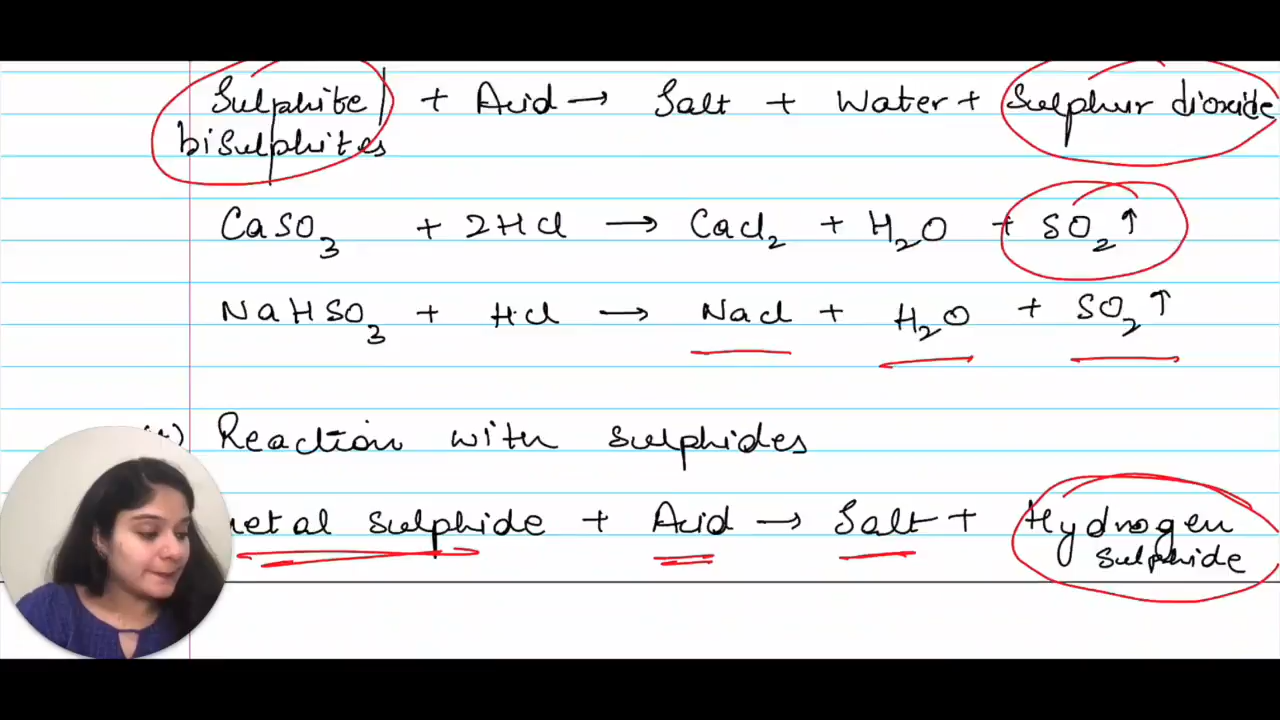 Sulphite/ + Acid → Salt + Water + Sulphur dioxide
bisulphites
CaSO₃ + 2HCl → CaCl₂ + H₂O + SO₂↑
NaHSO₃ + HCl → NaCl + H₂O + SO₂↑
Reaction with sulphides
metal sulphide + Acid → Salt + Hydrogen
sulphide